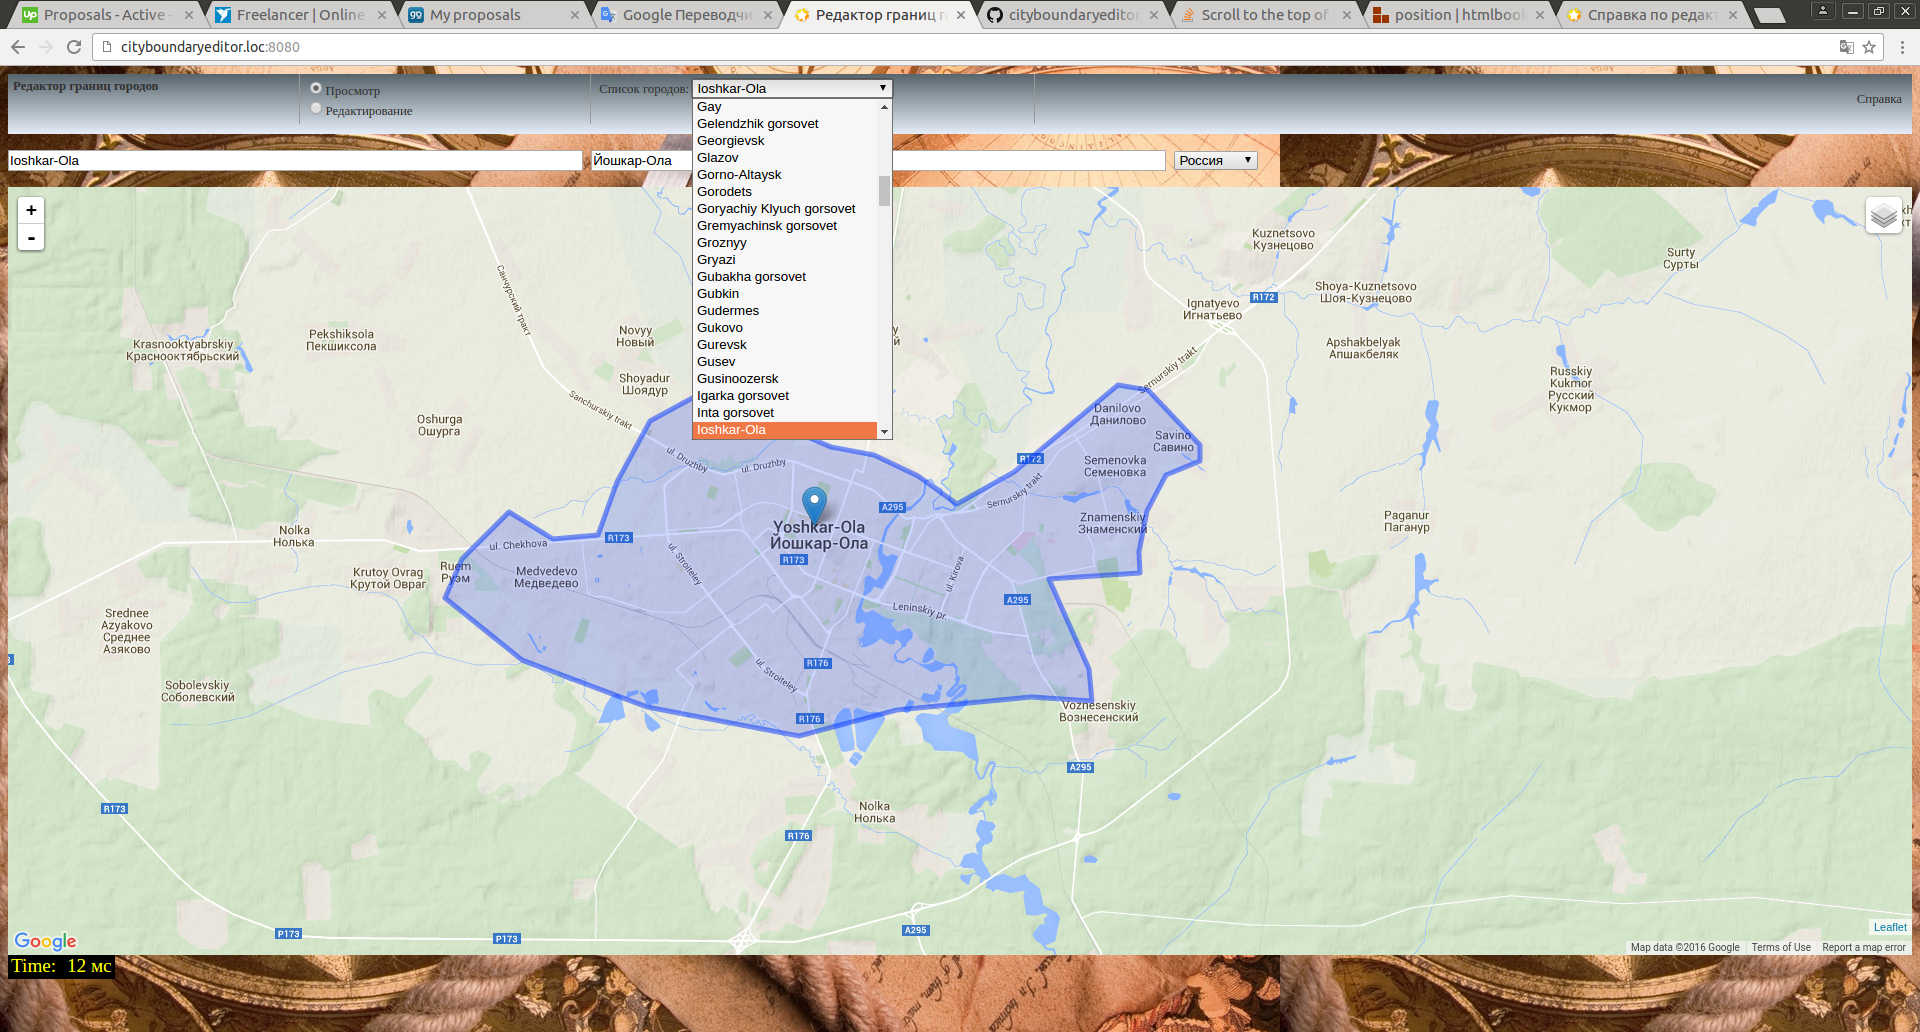 Proposals - Active
Freelancer | Online
My proposals
Google Переводчи
Редактор границ г
cityboundaryeditor
Scroll to the top of
position | htmlbook
Справка по редак
cityboundaryeditor.loc:8080
Редактор границ городов
Просмотр
Редактирование
Список городов:
Ioshkar-Ola
Справка
Ioshkar-Ola
Йошкар-Ола
Россия
Gay
Gelendzhik gorsovet
Georgievsk
Glazov
Gorno-Altaysk
Gorodets
Goryachiy Klyuch gorsovet
Gremyachinsk gorsovet
Groznyy
Gryazi
Gubakha gorsovet
Gubkin
Gudermes
Gukovo
Gurevsk
Gusev
Gusinoozersk
Igarka gorsovet
Inta gorsovet
Ioshkar-Ola
+
-
Санчурский тракт
Kuznetsovo
Кузнецово
Surty
Сурты
Shoya-Kuznetsovo
Шоя-Кузнецово
R172
Ignatyevo
Игнатьево
Pekshiksola
Пекшиксола
Novyy
Новый
Krasnooktyabrskiy
Краснооктябрьский
Apshakbelyak
Апшакбеляк
Sernurskiy trakt
Russkiy
Kukmor
Русский
Кукмор
Shoyadur
Шоядур
Sanchurskiy trakt
Oshurga
Ошурга
Danilovo
Данилово
Savino
Савино
Semenovka
Семеновка
R172
ul. Druzhby
ul. Druzhby
Sernurskiy trakt
A295
Yoshkar-Ola
Йошкар-Ола
R173
Znamenskiy
Знаменский
Paganur
Паганур
Nolka
Нолька
ul. Chekhova
R173
ul. Stroiteley
ul. Kirova
Krutoy Ovrag
Крутой Овраг
Ruem
Руэм
Medvedevo
Медведево
A295
Leninskiy pr.
Srednee
Azyakovo
Среднее
Азяково
R176
ul. Stroiteley
Sobolevskiy
Соболевский
R176
Voznesenskiy
Вознесенский
A295
R173
Nolka
Нолька
R176
P173
P173
A295
Google
Leaflet
Map data ©2016 Google
Terms of Use
Report a map error
Time: 12 мс